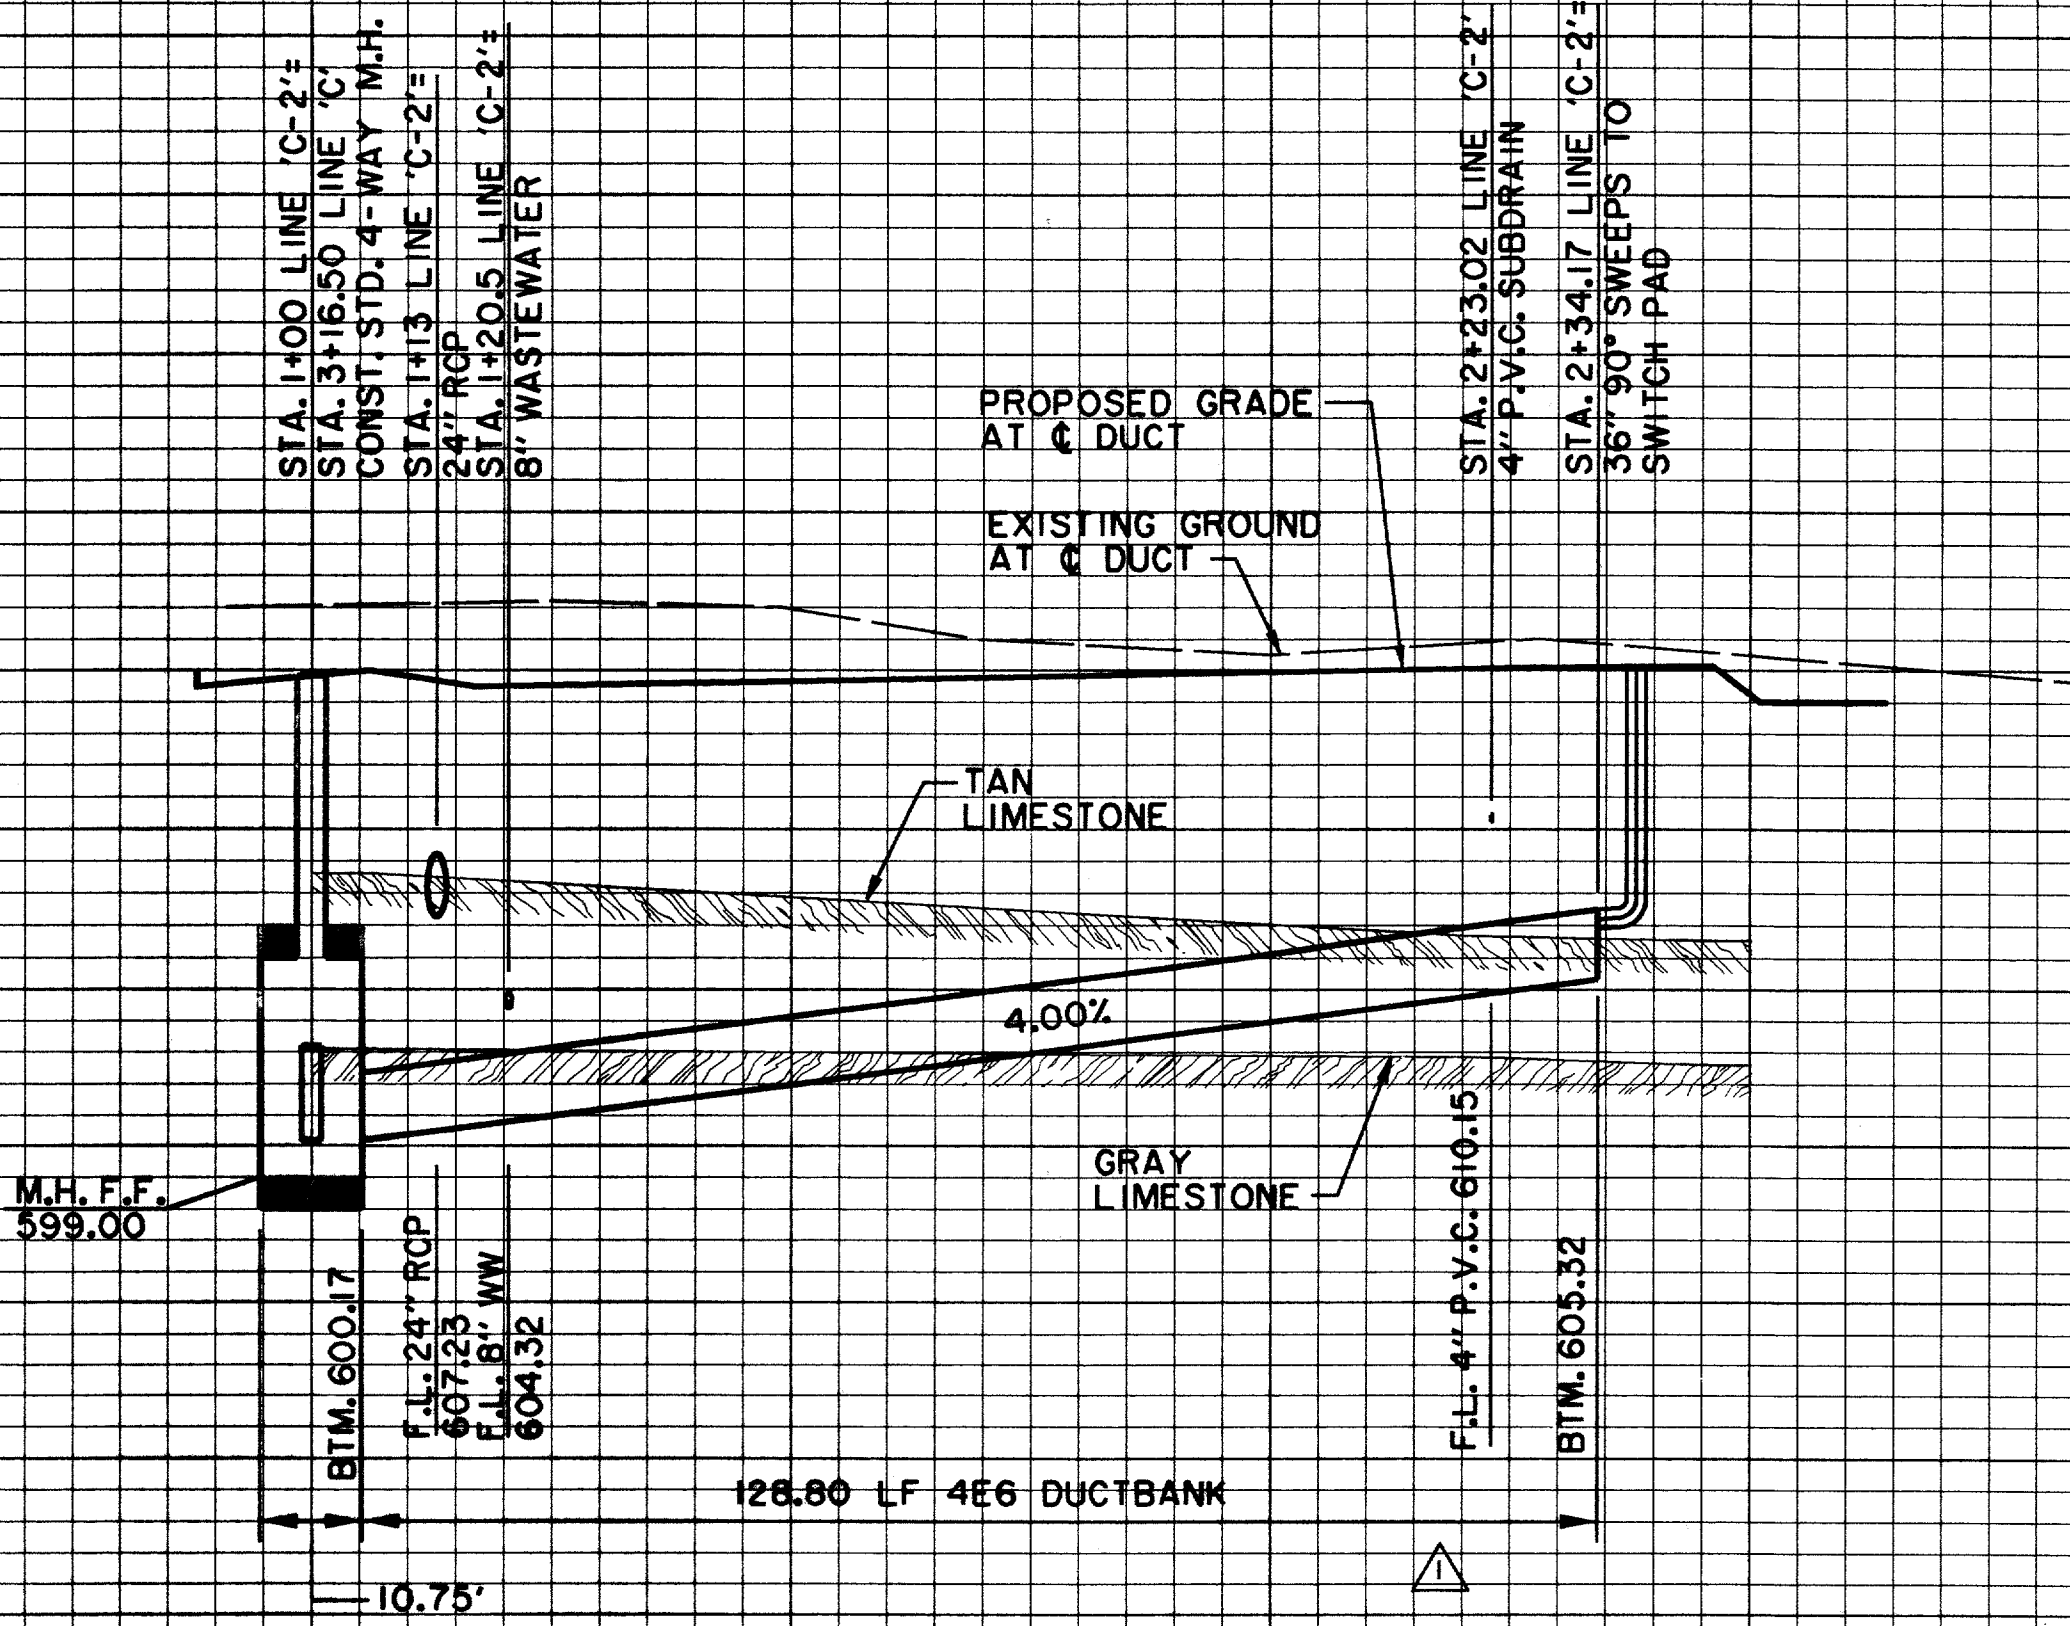 STA. 1+00 LINE 'C-2'=
STA. 3+16.50 LINE 'C'
CONST. STD. 4-WAY M.H.
STA. 1+13 LINE 'C-2'=
24" RCP
STA. 1+20.5 LINE 'C-2'=
8" WASTEWATER
STA. 2+23.02 LINE 'C-2'
4" P.V.C. SUBDRAIN
STA. 2+34.17 LINE 'C-2'=
36" 90° SWEEPS TO
SWITCH PAD
PROPOSED GRADE
AT ℄ DUCT
EXISTING GROUND
AT ℄ DUCT
TAN
LIMESTONE
4.00%
GRAY
LIMESTONE
M.H. F.F.
599.00
BTM. 600.17
F.L. 24" RCP
607.23
F.L. 8" WW
604.32
F.L. 4" P.V.C. 610.15
BTM. 605.32
128.80 LF 4E6 DUCTBANK
1
10.75'